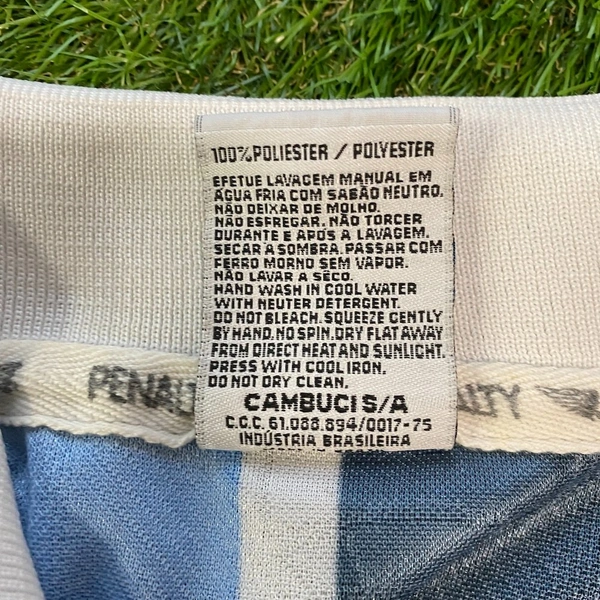 100% POLIESTER / POLYESTER
EFETUE LAVAGEM MANUAL EM
ÁGUA FRIA COM SABÃO NEUTRO.
NÃO DEIXAR DE MOLHO.
NÃO ESFREGAR. NÃO TORCER
DURANTE E APÓS A LAVAGEM.
SECAR A SOMBRA. PASSAR COM
FERRO MORNO SEM VAPOR.
NÃO LAVAR A SÊCO.
HAND WASH IN COOL WATER
WITH NEUTER DETERGENT.
DO NOT BLEACH. SQUEEZE GENTLY
BY HAND. NO SPIN. DRY FLAT AWAY
FROM DIRECT HEAT AND SUNLIGHT.
PRESS WITH COOL IRON.
DO NOT DRY CLEAN.
CAMBUCI S/A
C.G.C. 61.088.894/0017-75
INDÚSTRIA BRASILEIRA
PENAL
LTY